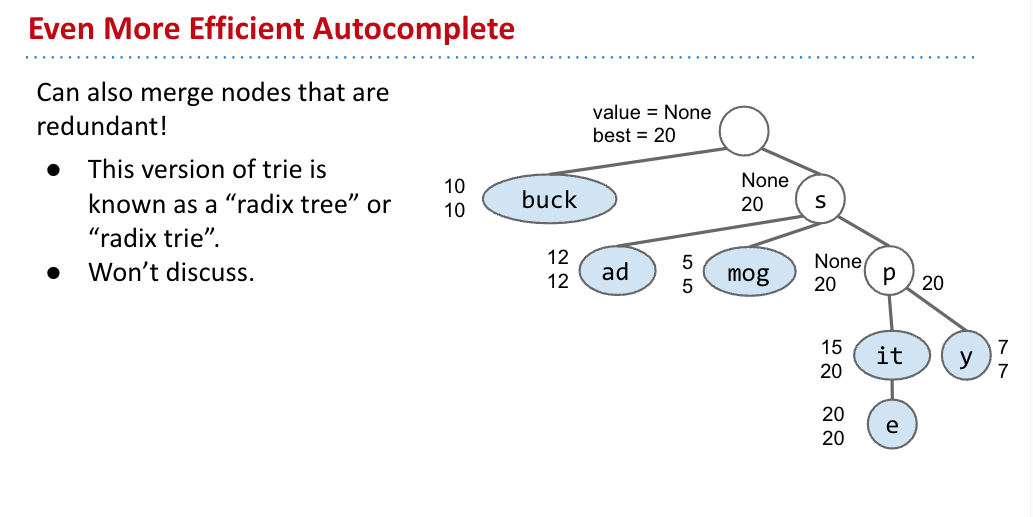 Even More Efficient Autocomplete
Can also merge nodes that are
redundant!
● This version of trie is
known as a “radix tree” or
“radix trie”.
● Won’t discuss.
value = None
best = 20
10
10
buck
None
20
s
12
12
ad
5
5
mog
None
20
p
20
15
20
it
y
7
7
20
20
e